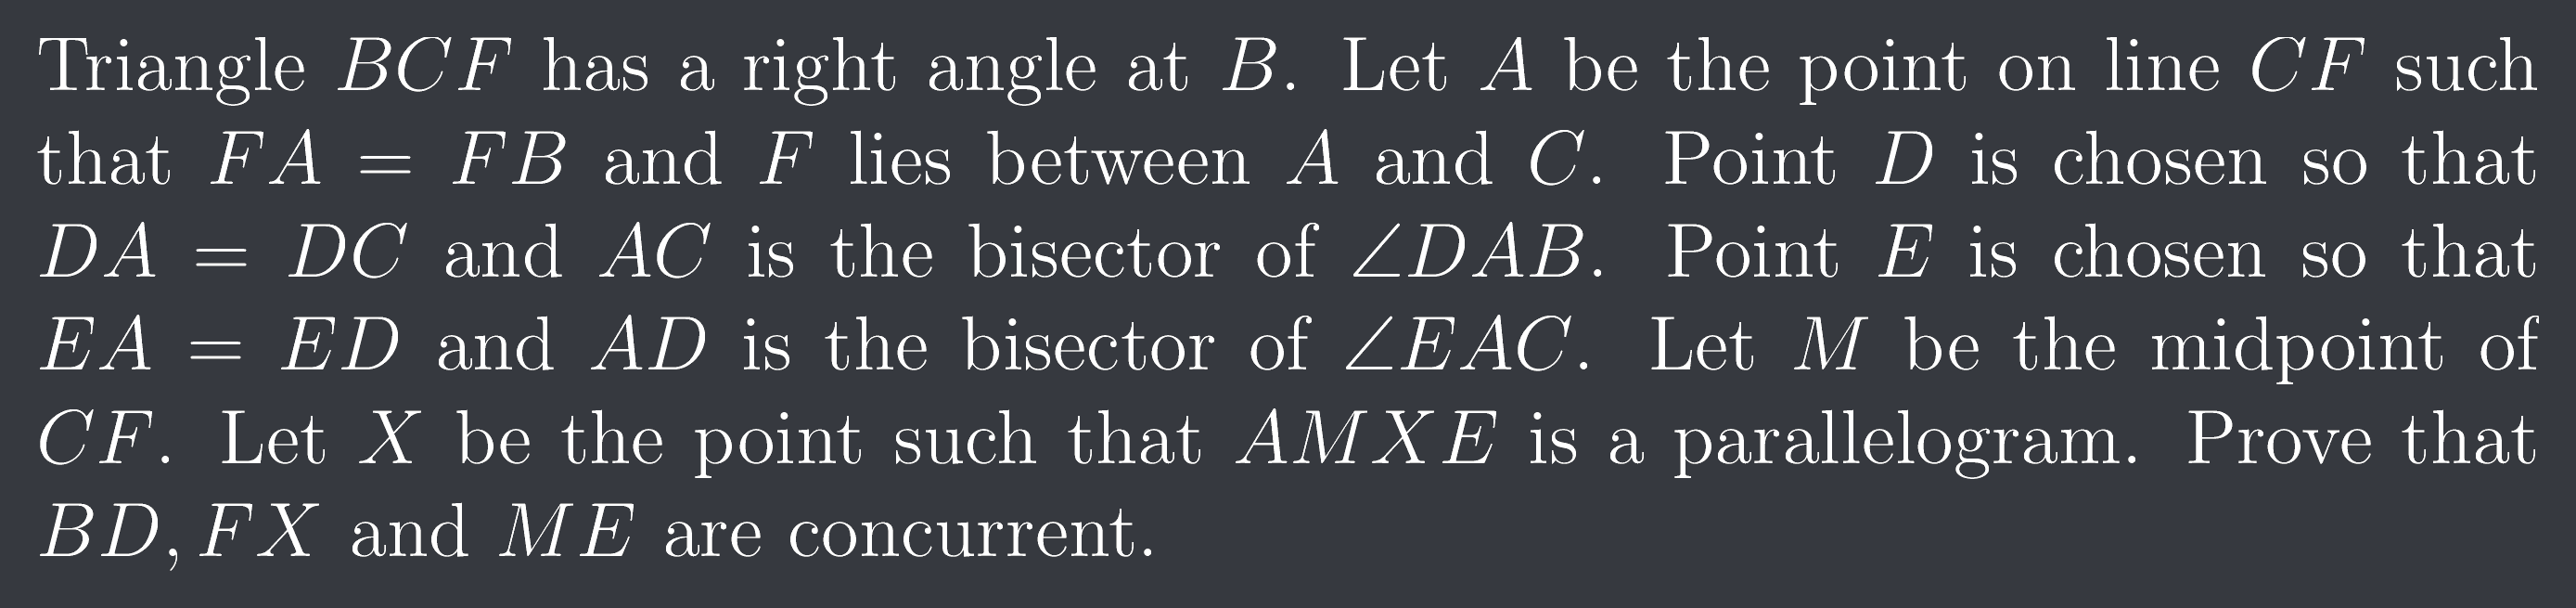 Triangle BCF has a right angle at B. Let A be the point on line CF such
that FA = FB and F lies between A and C. Point D is chosen so that
DA = DC and AC is the bisector of ∠DAB. Point E is chosen so that
EA = ED and AD is the bisector of ∠EAC. Let M be the midpoint of
CF. Let X be the point such that AMXE is a parallelogram. Prove that
BD, FX and ME are concurrent.